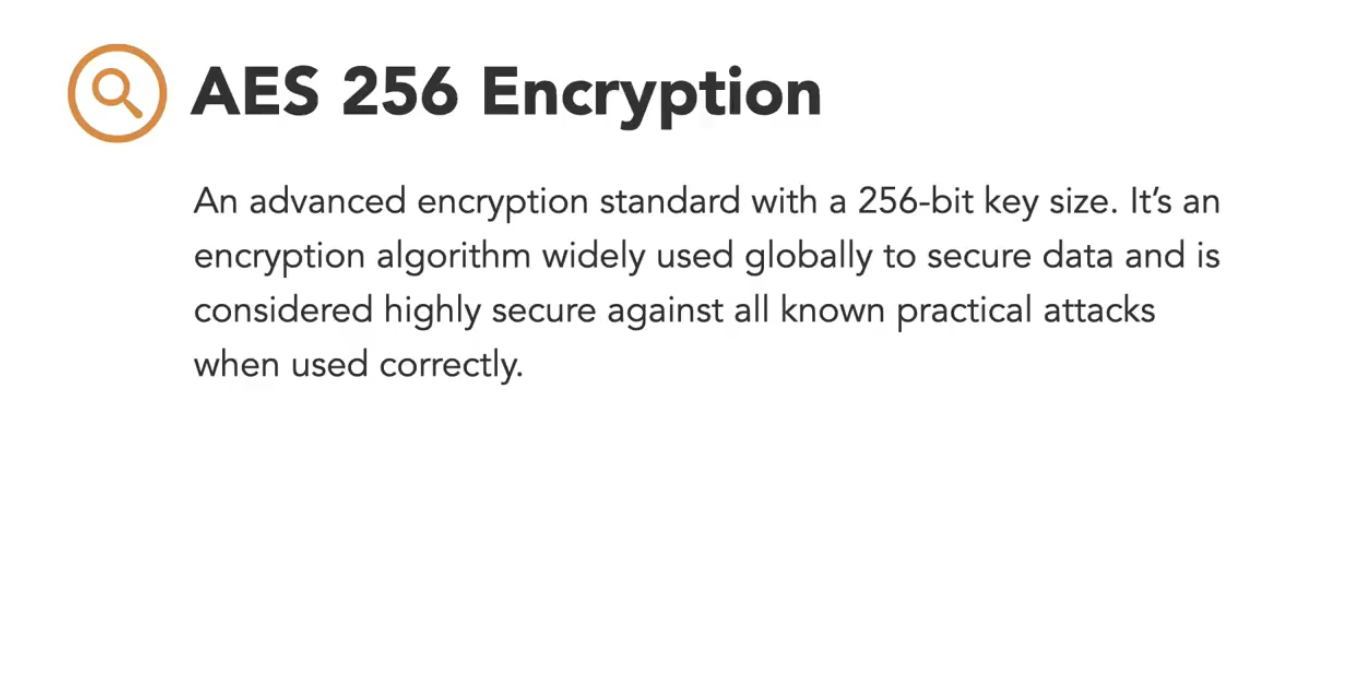 AES 256 Encryption
An advanced encryption standard with a 256-bit key size. It’s an
encryption algorithm widely used globally to secure data and is
considered highly secure against all known practical attacks
when used correctly.